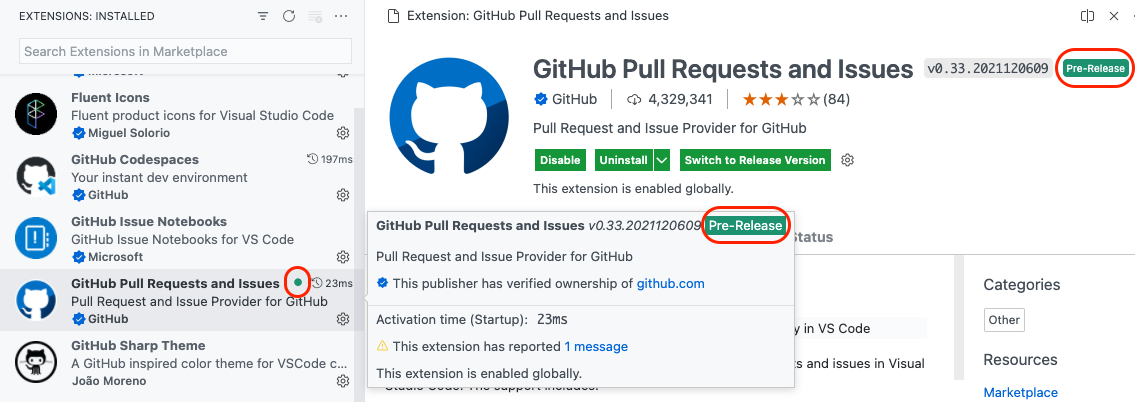 EXTENSIONS: INSTALLED
Search Extensions in Marketplace
Microsoft
Fluent Icons
Fluent product icons for Visual Studio Code
Miguel Solorio
GitHub Codespaces 197ms
Your instant dev environment
GitHub
GitHub Issue Notebooks
GitHub Issue Notebooks for VS Code
Microsoft
GitHub Pull Requests and Issues 23ms
Pull Request and Issue Provider for GitHub
GitHub
GitHub Sharp Theme
A GitHub inspired color theme for VSCode c...
João Moreno
Extension: GitHub Pull Requests and Issues
GitHub Pull Requests and Issues v0.33.2021120609 Pre-Release
GitHub 4,329,341 (84)
Pull Request and Issue Provider for GitHub
Disable Uninstall Switch to Release Version
This extension is enabled globally.
GitHub Pull Requests and Issues v0.33.2021120609 Pre-Release
Pull Request and Issue Provider for GitHub
This publisher has verified ownership of github.com
Activation time (Startup): 23ms
This extension has reported 1 message
This extension is enabled globally.
Status
y in VS Code
ts and issues in Visual
Studio Code. The support includes:
Categories
Other
Resources
Marketplace